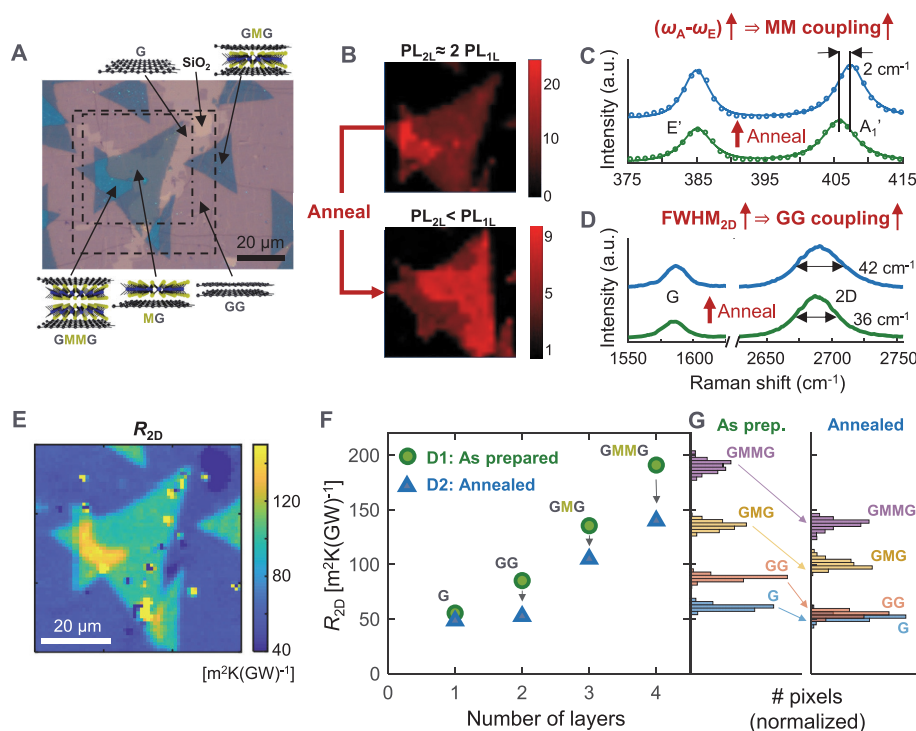 A
G
SiO₂
GMG
20 μm
GMMG
MG
GG
B
PL₂L ≈ 2 PL₁L
20
10
0
Anneal
PL₂L < PL₁L
9
5
1
(ωA-ωE)↑ ⇒ MM coupling↑
C
2 cm⁻¹
E’
Anneal
A₁’
Intensity (a.u.)
375 385 395 405 415
D
FWHM2D↑ ⇒ GG coupling↑
42 cm⁻¹
G
2D
Anneal
36 cm⁻¹
Intensity (a.u.)
1550 1600 2650 2700 2750
Raman shift (cm⁻¹)
E
R2D
120
80
40
20 μm
[m²K(GW)⁻¹]
F
D1: As prepared
D2: Annealed
G
GG
GMG
GMMG
R2D [m²K(GW)⁻¹]
200
150
100
50
0
0 1 2 3 4
Number of layers
G
As prep.
Annealed
GMMG
GMG
GG
G
GMMG
GMG
GG
G
# pixels
(normalized)